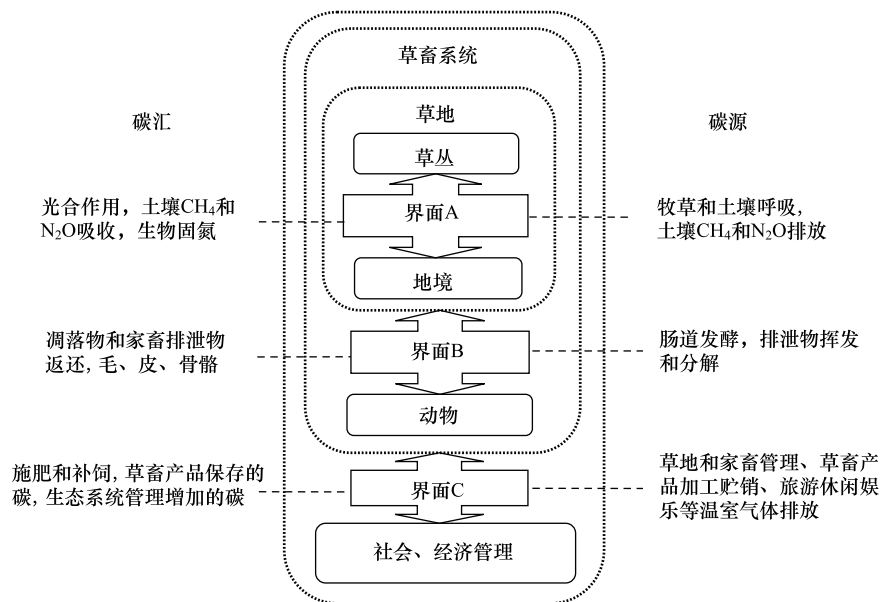 草畜系统
草地
碳汇
碳源
草丛
光合作用，土壤CH₄和
N₂O吸收，生物固氮
界面A
牧草和土壤呼吸，
土壤CH₄和N₂O排放
地境
凋落物和家畜排泄物
返还, 毛、皮、骨骼
界面B
肠道发酵，排泄物挥发
和分解
动物
施肥和补饲, 草畜产品保存的
碳, 生态系统管理增加的碳
界面C
草地和家畜管理、草畜产
品加工贮销、旅游休闲娱
乐等温室气体排放
社会、经济管理